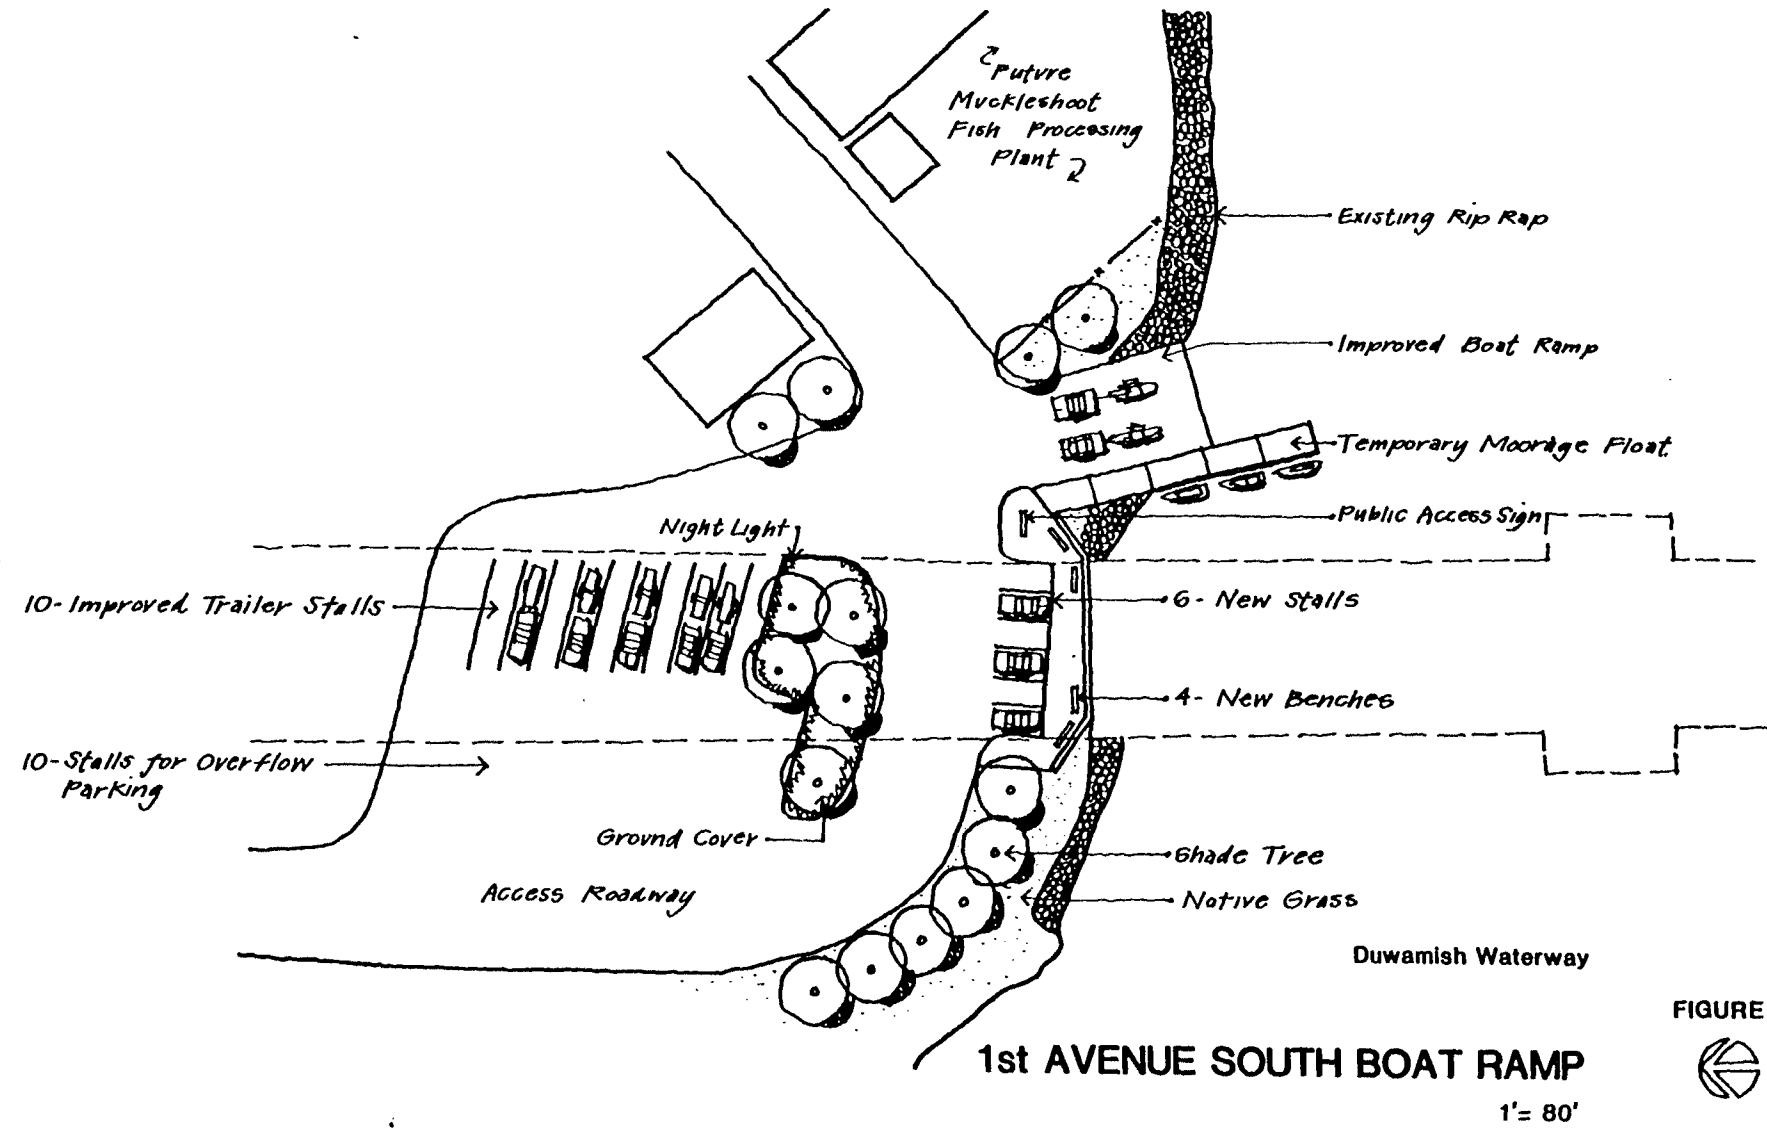 Future
Muckleshoot
Fish Processing
Plant
Existing Rip Rap
Improved Boat Ramp
Temporary Moorage Float
Public Access Sign
Night Light
10-Improved Trailer Stalls
6- New Stalls
4- New Benches
10-Stalls for Overflow
Parking
Ground Cover
Shade Tree
Access Roadway
Native Grass
Duwamish Waterway
FIGURE
1st AVENUE SOUTH BOAT RAMP
1'= 80'